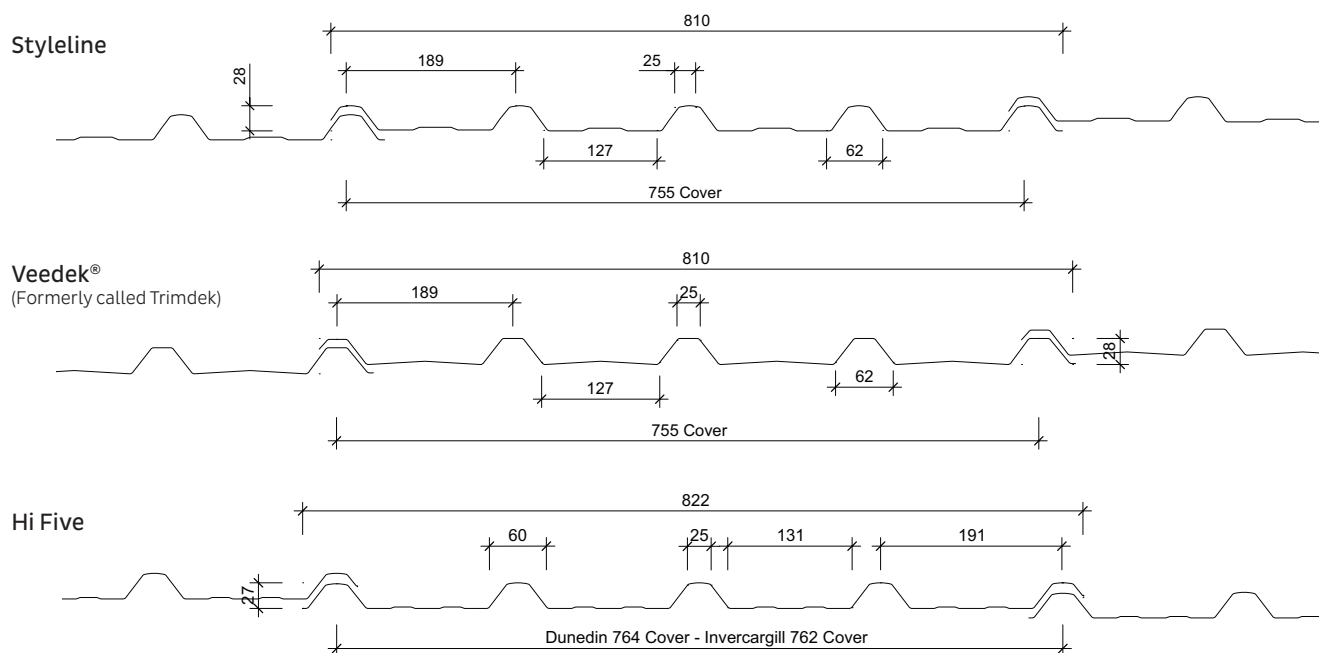 Styleline
810
189
25
28
127
62
755 Cover
Veedek®
(Formerly called Trimdek)
810
189
25
28
127
62
755 Cover
Hi Five
822
60
25
131
191
27
Dunedin 764 Cover - Invercargill 762 Cover